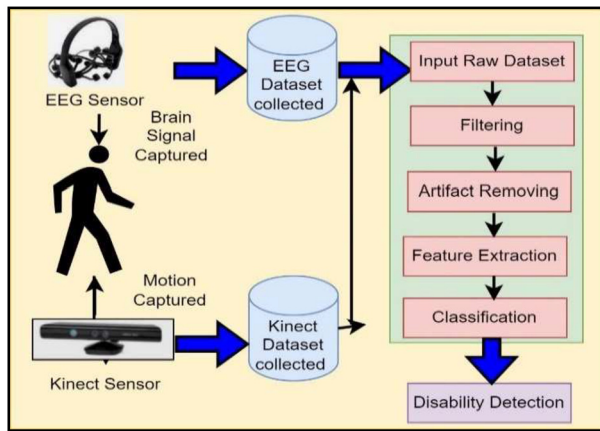 EEG Sensor
Brain
Signal
Captured
EEG
Dataset
collected
Input Raw Dataset
Filtering
Artifact Removing
Feature Extraction
Classification
Motion
Captured
Kinect
Dataset
collected
Kinect Sensor
Disability Detection